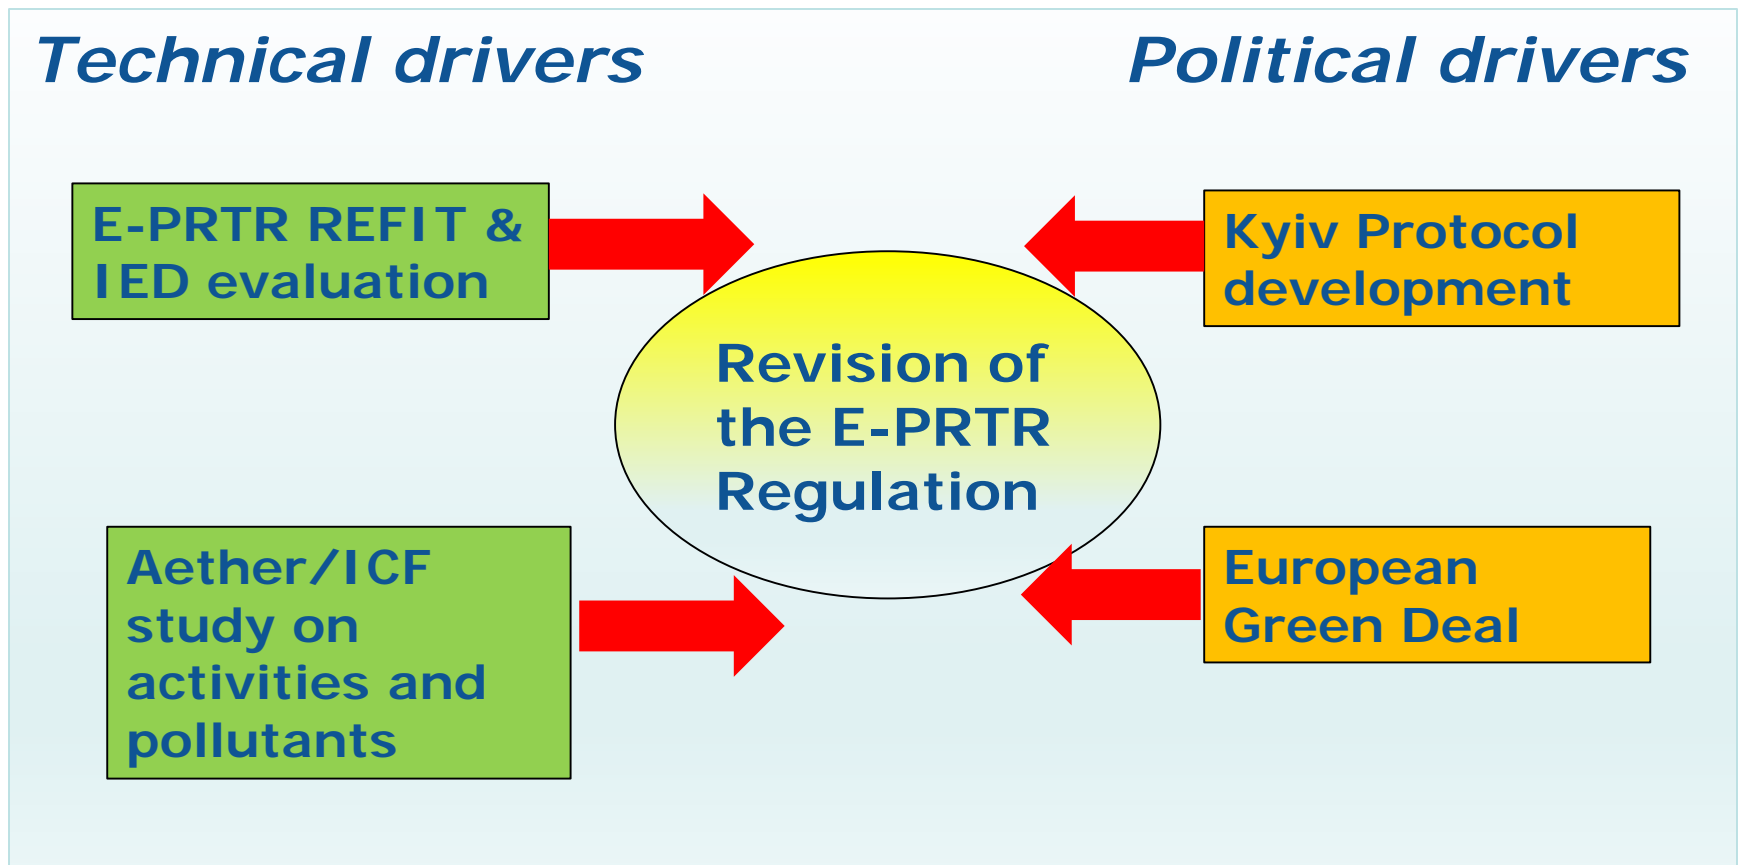 Technical drivers
Political drivers
E-PRTR REFIT &
IED evaluation
Kyiv Protocol
development
Revision of
the E-PRTR
Regulation
Aether/ICF
study on
activities and
pollutants
European
Green Deal